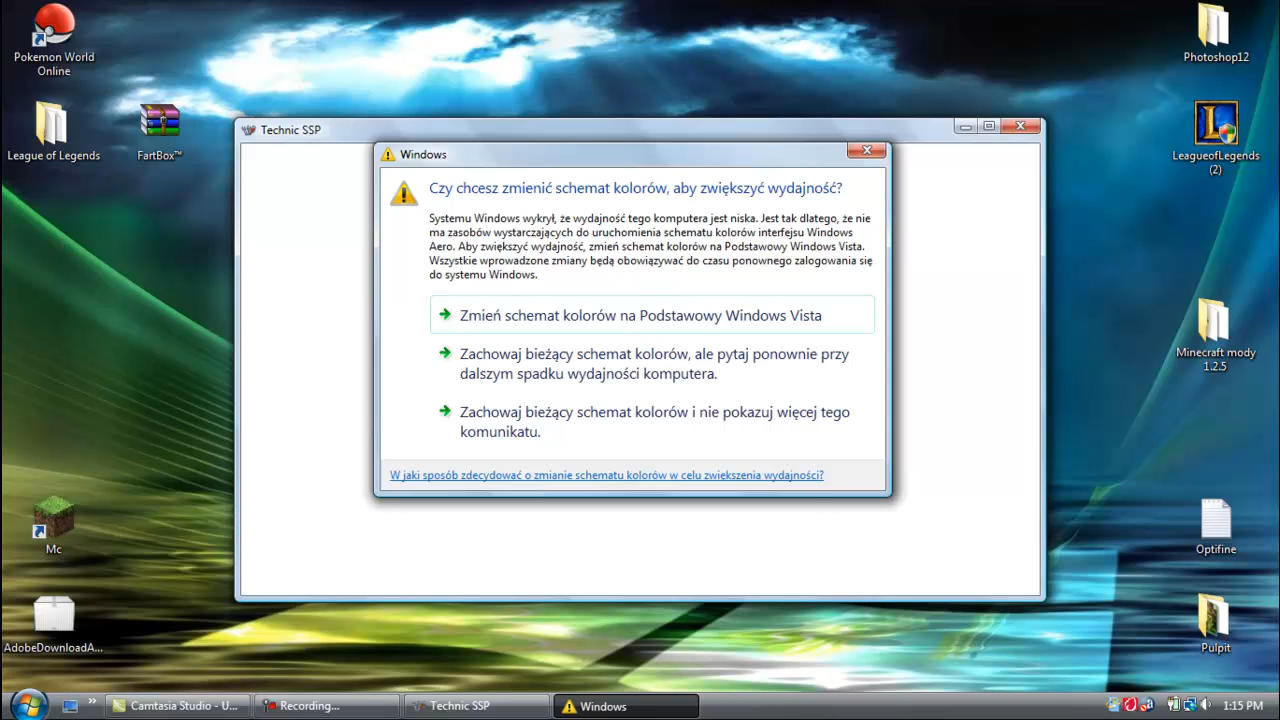 Pokemon World
Online
League of Legends
FartBox™
Photoshop12
LeagueofLegends
(2)
Technic SSP
Windows
Czy chcesz zmienić schemat kolorów, aby zwiększyć wydajność?
Systemu Windows wykrył, że wydajność tego komputera jest niska. Jest tak dlatego, że nie
ma zasobów wystarczających do uruchomienia schematu kolorów interfejsu Windows
Aero. Aby zwiększyć wydajność, zmień schemat kolorów na Podstawowy Windows Vista.
Wszystkie wprowadzone zmiany będą obowiązywać do czasu ponownego zalogowania się
do systemu Windows.
Zmień schemat kolorów na Podstawowy Windows Vista
Zachowaj bieżący schemat kolorów, ale pytaj ponownie przy
dalszym spadku wydajności komputera.
Zachowaj bieżący schemat kolorów i nie pokazuj więcej tego
komunikatu.
W jaki sposób zdecydować o zmianie schematu kolorów w celu zwiększenia wydajności?
Minecraft mody
1.2.5
Mc
AdobeDownloadA...
Optifine
Pulpit
Camtasia Studio - U...
Recording...
Technic SSP
Windows
1:15 PM